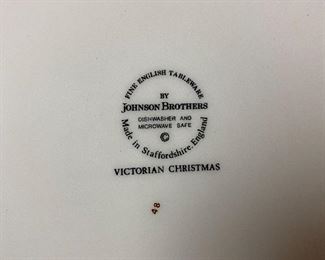 FINE ENGLISH TABLEWARE
BY
JOHNSON BROTHERS
DISHWASHER AND
MICROWAVE SAFE
©
Made in Staffordshire, England
VICTORIAN CHRISTMAS
48